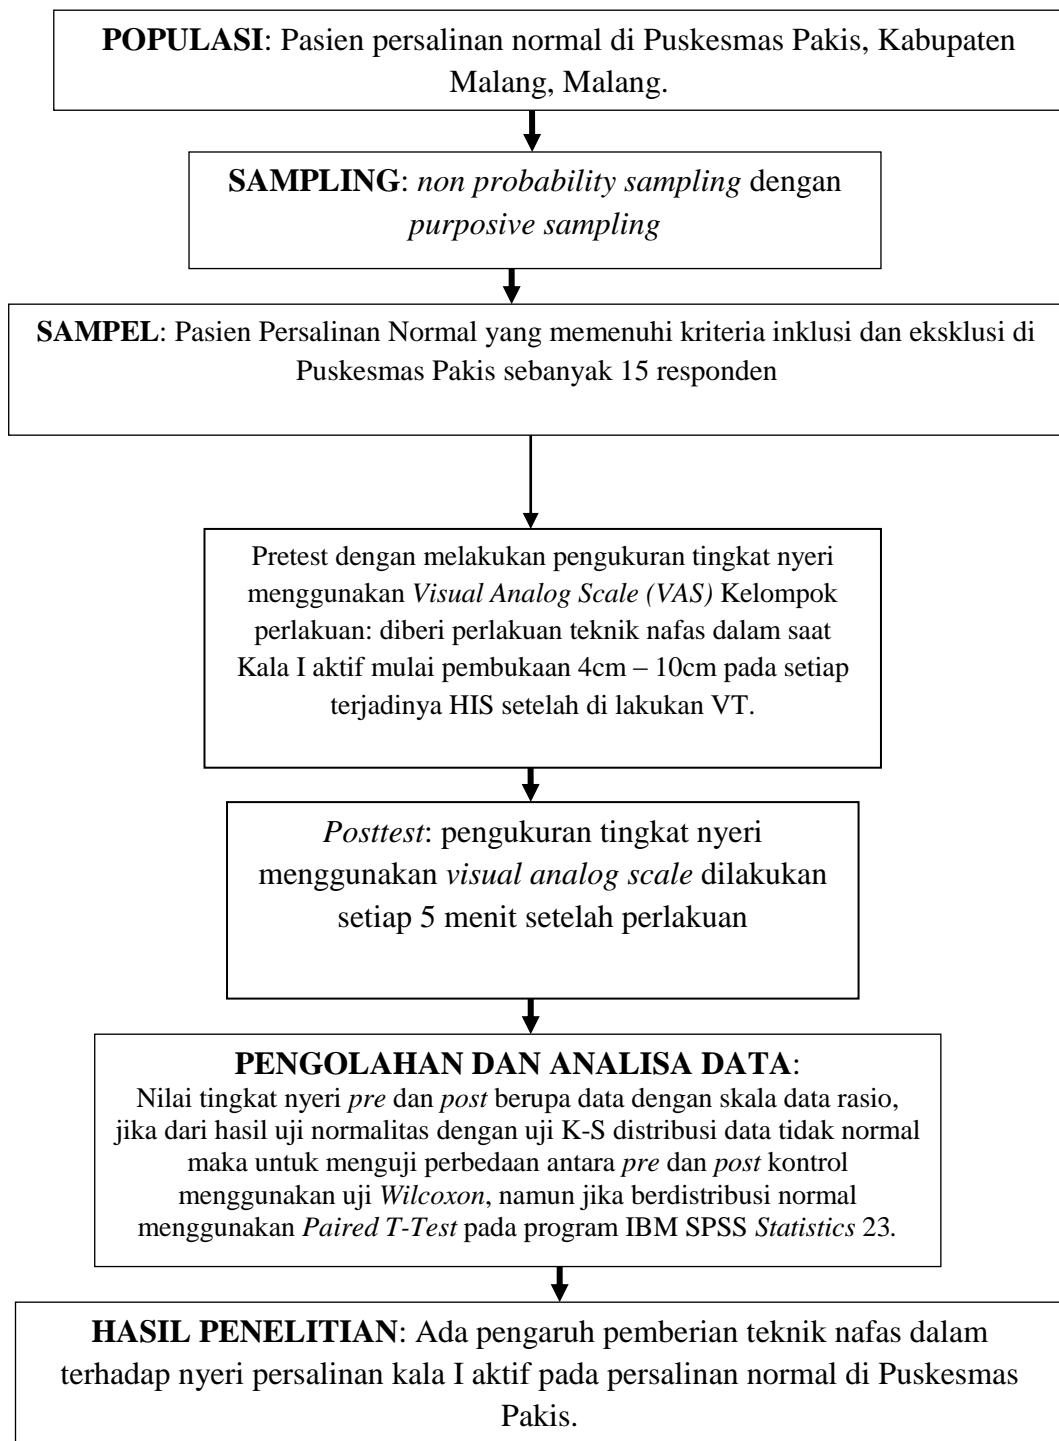 POPULASI: Pasien persalinan normal di Puskesmas Pakis, Kabupaten
Malang, Malang.
SAMPLING: non probability sampling dengan
purposive sampling
SAMPEL: Pasien Persalinan Normal yang memenuhi kriteria inklusi dan eksklusi di
Puskesmas Pakis sebanyak 15 responden
Pretest dengan melakukan pengukuran tingkat nyeri
menggunakan Visual Analog Scale (VAS) Kelompok
perlakuan: diberi perlakuan teknik nafas dalam saat
Kala I aktif mulai pembukaan 4cm – 10cm pada setiap
terjadinya HIS setelah di lakukan VT.
Posttest: pengukuran tingkat nyeri
menggunakan visual analog scale dilakukan
setiap 5 menit setelah perlakuan
PENGOLAHAN DAN ANALISA DATA:
Nilai tingkat nyeri pre dan post berupa data dengan skala data rasio,
jika dari hasil uji normalitas dengan uji K-S distribusi data tidak normal
maka untuk menguji perbedaan antara pre dan post kontrol
menggunakan uji Wilcoxon, namun jika berdistribusi normal
menggunakan Paired T-Test pada program IBM SPSS Statistics 23.
HASIL PENELITIAN: Ada pengaruh pemberian teknik nafas dalam
terhadap nyeri persalinan kala I aktif pada persalinan normal di Puskesmas
Pakis.